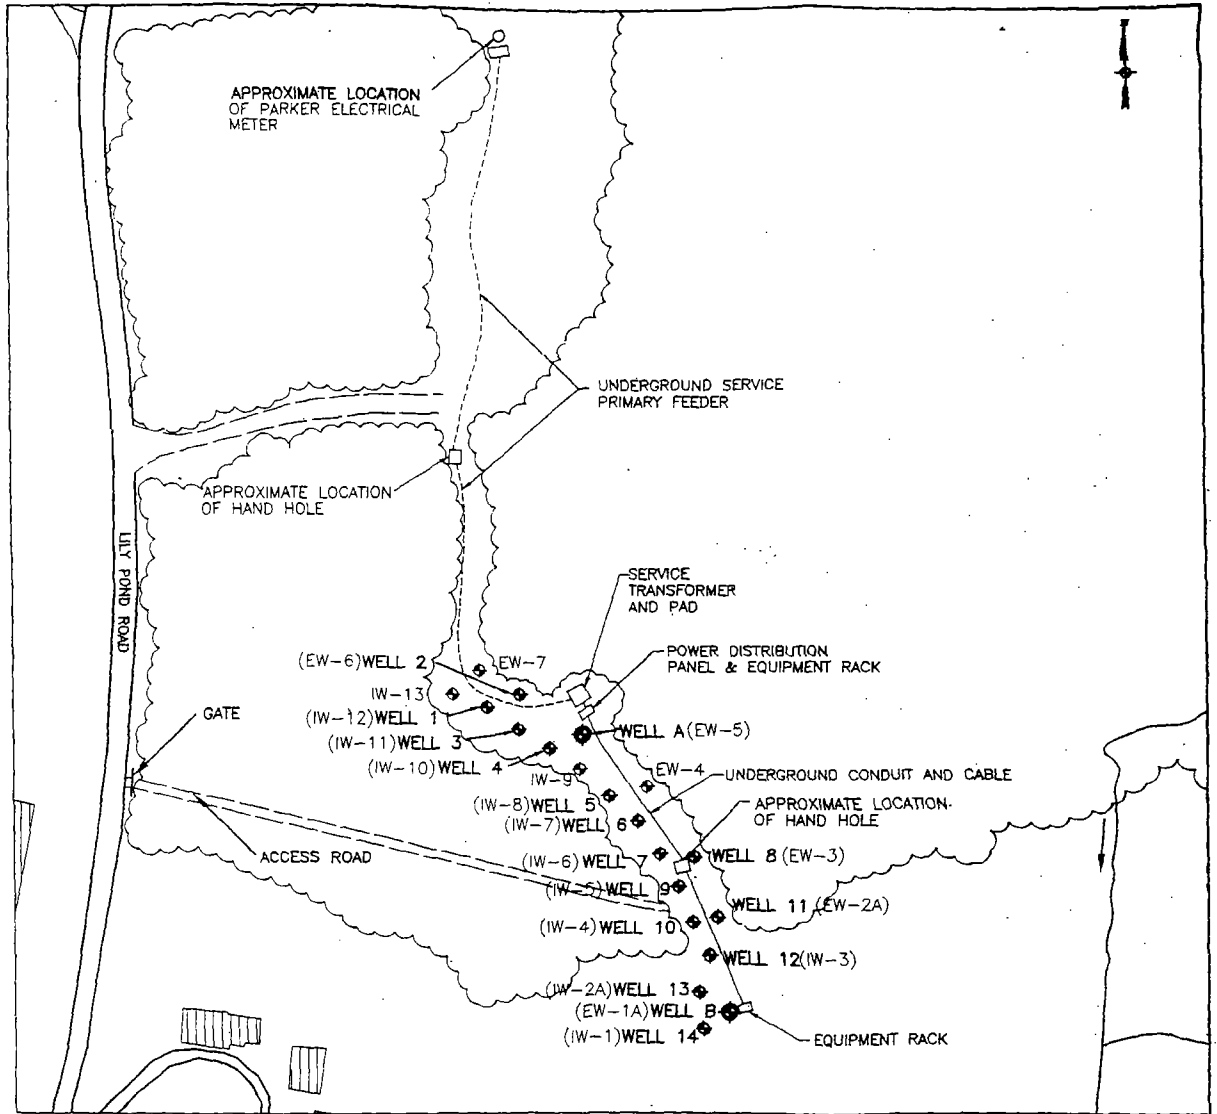 APPROXIMATE LOCATION
OF PARKER ELECTRICAL
METER
UNDERGROUND SERVICE
PRIMARY FEEDER
APPROXIMATE LOCATION
OF HAND HOLE
LILY POND ROAD
SERVICE
TRANSFORMER
AND PAD
POWER DISTRIBUTION
PANEL & EQUIPMENT RACK
(EW-6)WELL 2
EW-7
IW-13
(IW-12)WELL 1
GATE
WELL A(EW-5)
(IW-11)WELL 3
(IW-10)WELL 4
IW-9
EW-4
UNDERGROUND CONDUIT AND CABLE
(IW-8)WELL 5
APPROXIMATE LOCATION
OF HAND HOLE
(IW-7)WELL 6
ACCESS ROAD
(IW-6)WELL 7
WELL 8(EW-3)
(IW-5)WELL 9
WELL 11(EW-2A)
(IW-4)WELL 10
WELL 12(IW-3)
(IW-2A)WELL 13
(EW-1A)WELL B
(IW-1)WELL 14
EQUIPMENT RACK